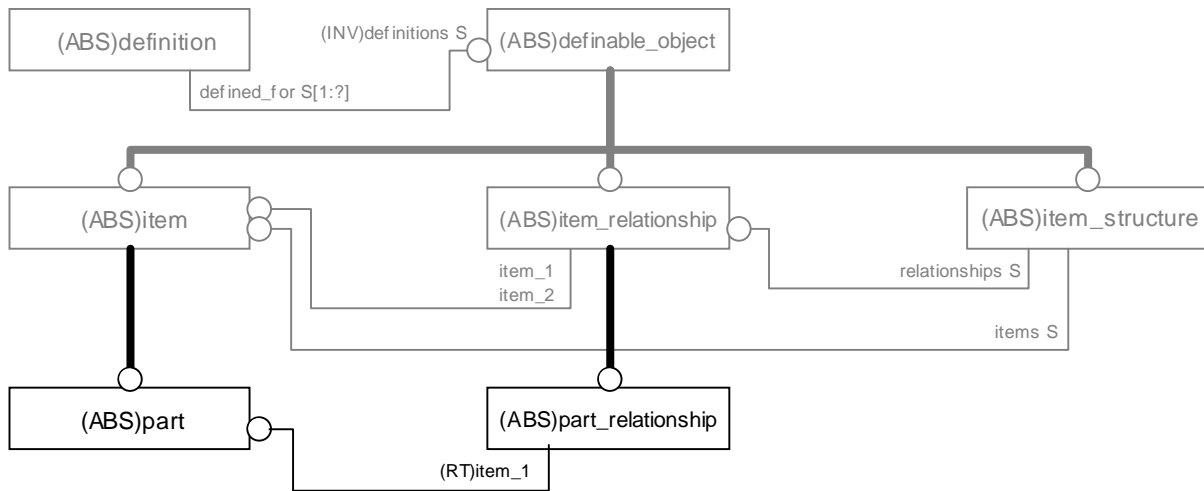 (ABS)definition
(INV)definitions S
(ABS)definable_object
defined_for S[1:?]
(ABS)item
(ABS)item_relationship
(ABS)item_structure
item_1
item_2
relationships S
items S
(ABS)part
(ABS)part_relationship
(RT)item_1